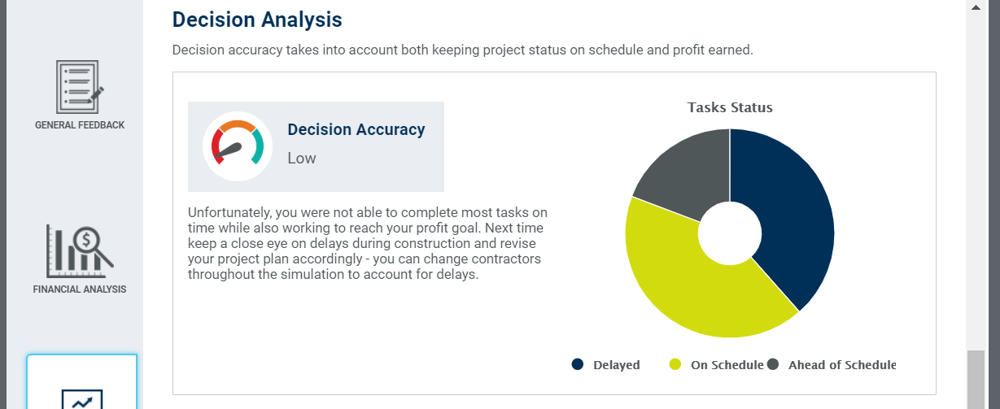 Decision Analysis
Decision accuracy takes into account both keeping project status on schedule and profit earned.
GENERAL FEEDBACK
FINANCIAL ANALYSIS
$
Decision Accuracy
Low
Unfortunately, you were not able to complete most tasks on
time while also working to reach your profit goal. Next time
keep a close eye on delays during construction and revise
your project plan accordingly - you can change contractors
throughout the simulation to account for delays.
Tasks Status
Delayed
On Schedule
Ahead of Schedule